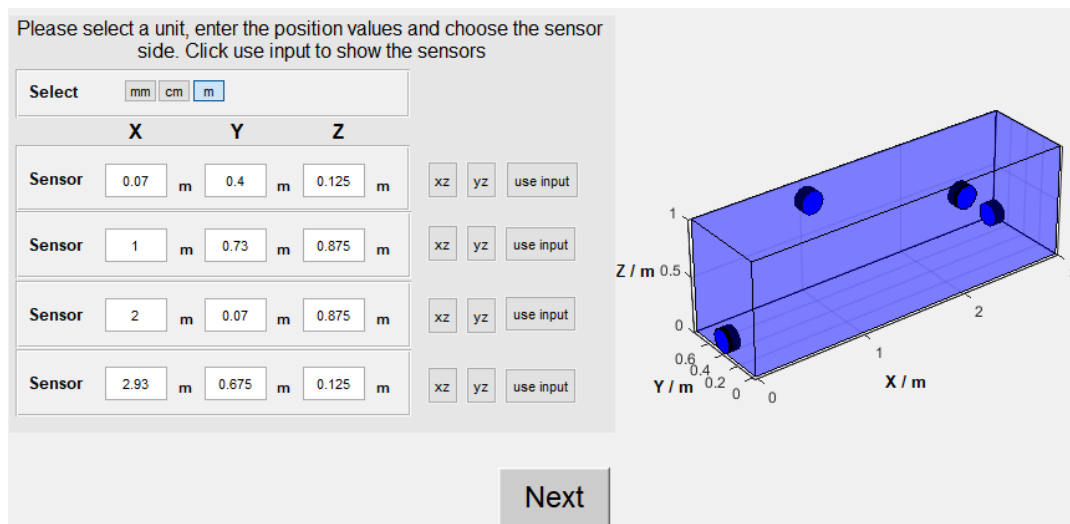 Please select a unit, enter the position values and choose the sensor
side. Click use input to show the sensors
Select mm cm m
X Y Z
Sensor 0.07 m 0.4 m 0.125 m xz yz use input
Sensor 1 m 0.73 m 0.875 m xz yz use input
Sensor 2 m 0.07 m 0.875 m xz yz use input
Sensor 2.93 m 0.675 m 0.125 m xz yz use input
Next
1
Z / m 0.5
0
0.6
0.4
0.2
0
Y / m
0
1
2
X / m